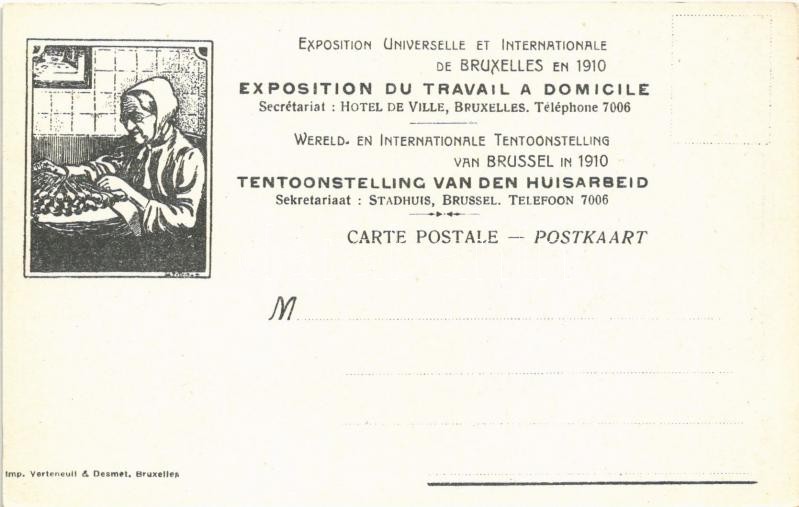 EXPOSITION UNIVERSELLE ET INTERNATIONALE
DE BRUXELLES EN 1910
EXPOSITION DU TRAVAIL A DOMICILE
Secrétariat : HOTEL DE VILLE, BRUXELLES. Téléphone 7006
WERELD- EN INTERNATIONALE TENTOONSTELLING
VAN BRUSSEL IN 1910
TENTOONSTELLING VAN DEN HUISARBEID
Sekretariaat : STADHUIS, BRUSSEL. TELEFOON 7006
CARTE POSTALE — POSTKAART
M
Imp. Verteneuil & Desmet, Bruxelles